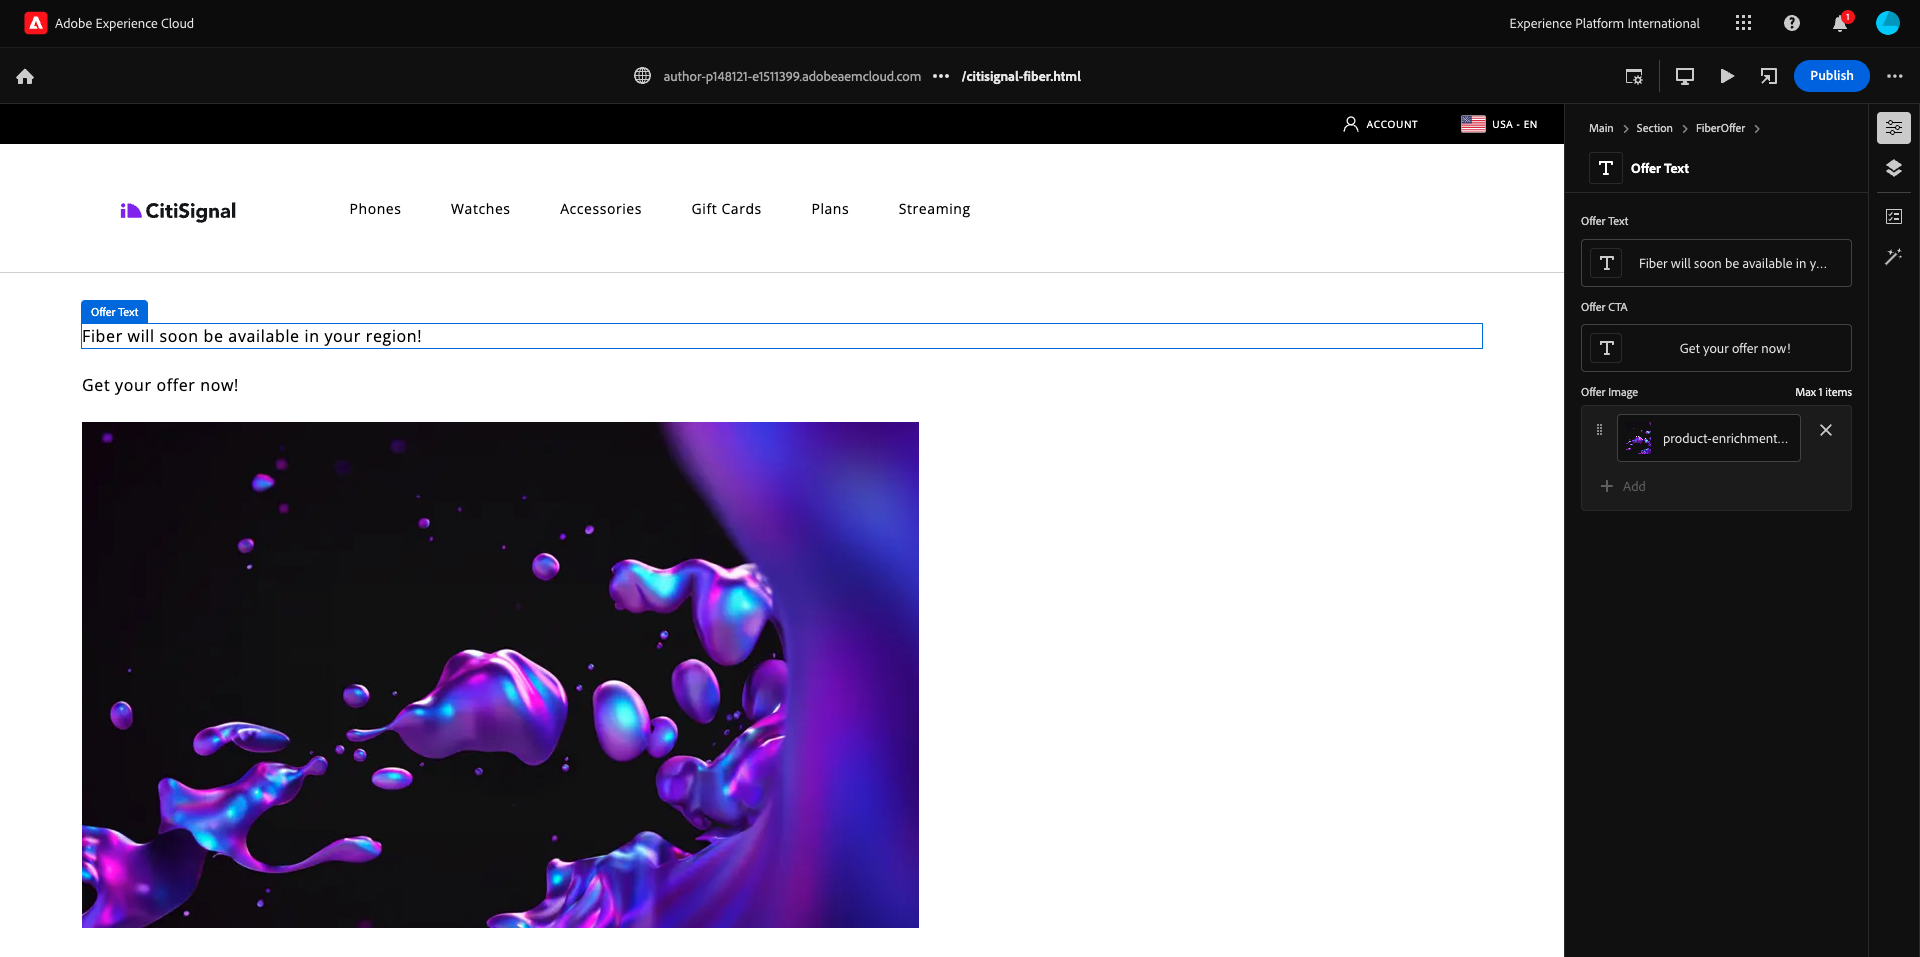 Adobe Experience Cloud
Experience Platform International
1
author-p148121-e1511399.adobeaemcloud.com ••• /citisignal-fiber.html
Publish
ACCOUNT
USA - EN
CitiSignal
Phones
Watches
Accessories
Gift Cards
Plans
Streaming
Offer Text
Fiber will soon be available in your region!
Get your offer now!
Main > Section > FiberOffer >
T Offer Text
Offer Text
T Fiber will soon be available in y...
Offer CTA
T Get your offer now!
Offer Image
Max 1 items
product-enrichment...
+ Add